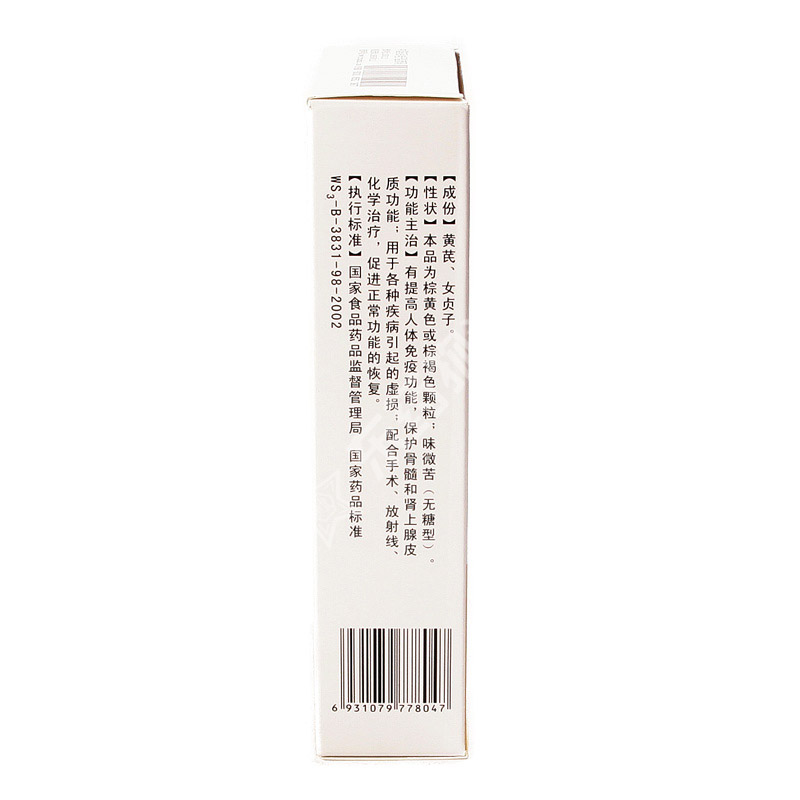 【成份】黄芪、女贞子。
【性状】本品为棕黄色或棕褐色颗粒；味微苦（无糖型）。
【功能主治】有提高人体免疫功能，保护骨髓和肾上腺皮
质功能；用于各种疾病引起的虚损；配合手术、放射线、
化学治疗，促进正常功能的恢复。
【执行标准】国家食品药品监督管理局 国家药品标准
WS3-B-3831-98-2002
6 931079 778047